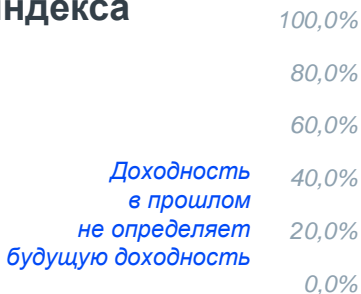 ндекса
100,0%
80,0%
60,0%
40,0%
20,0%
0,0%
Доходность
в прошлом
не определяет
будущую доходность